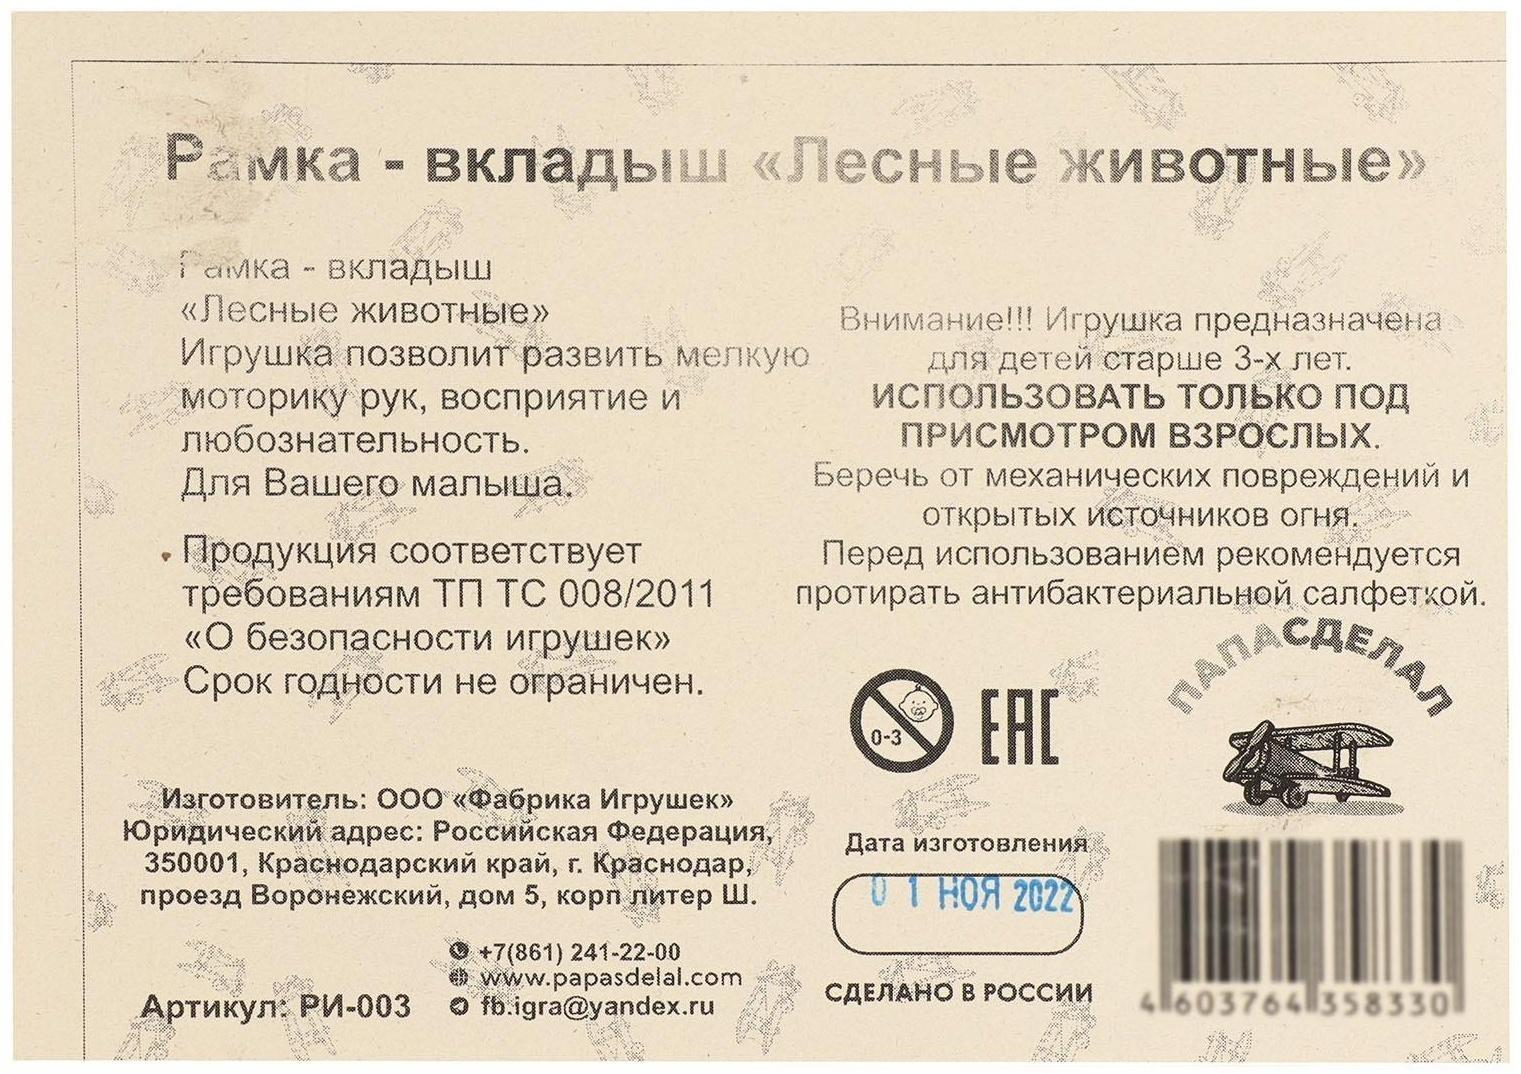 Рамка - вкладыш «Лесные животные»
Рамка - вкладыш
«Лесные животные»
Игрушка позволит развить мелкую
моторику рук, восприятие и
любознательность.
Для Вашего малыша.
Продукция соответствует
требованиям ТП ТС 008/2011
«О безопасности игрушек»
Срок годности не ограничен.
Внимание!!! Игрушка предназначена
для детей старше 3-х лет.
ИСПОЛЬЗОВАТЬ ТОЛЬКО ПОД
ПРИСМОТРОМ ВЗРОСЛЫХ.
Беречь от механических повреждений и
открытых источников огня.
Перед использованием рекомендуется
протирать антибактериальной салфеткой.
0-3
EAC
ПАПАСДЕЛАЛ
Изготовитель: ООО «Фабрика Игрушек»
Юридический адрес: Российская Федерация,
350001, Краснодарский край, г. Краснодар,
проезд Воронежский, дом 5, корп литер Ш.
Артикул: РИ-003
+7(861) 241-22-00
www.papasdelal.com
fb.igra@yandex.ru
Дата изготовления
01 НОЯ 2022
СДЕЛАНО В РОССИИ
4 603764 358330